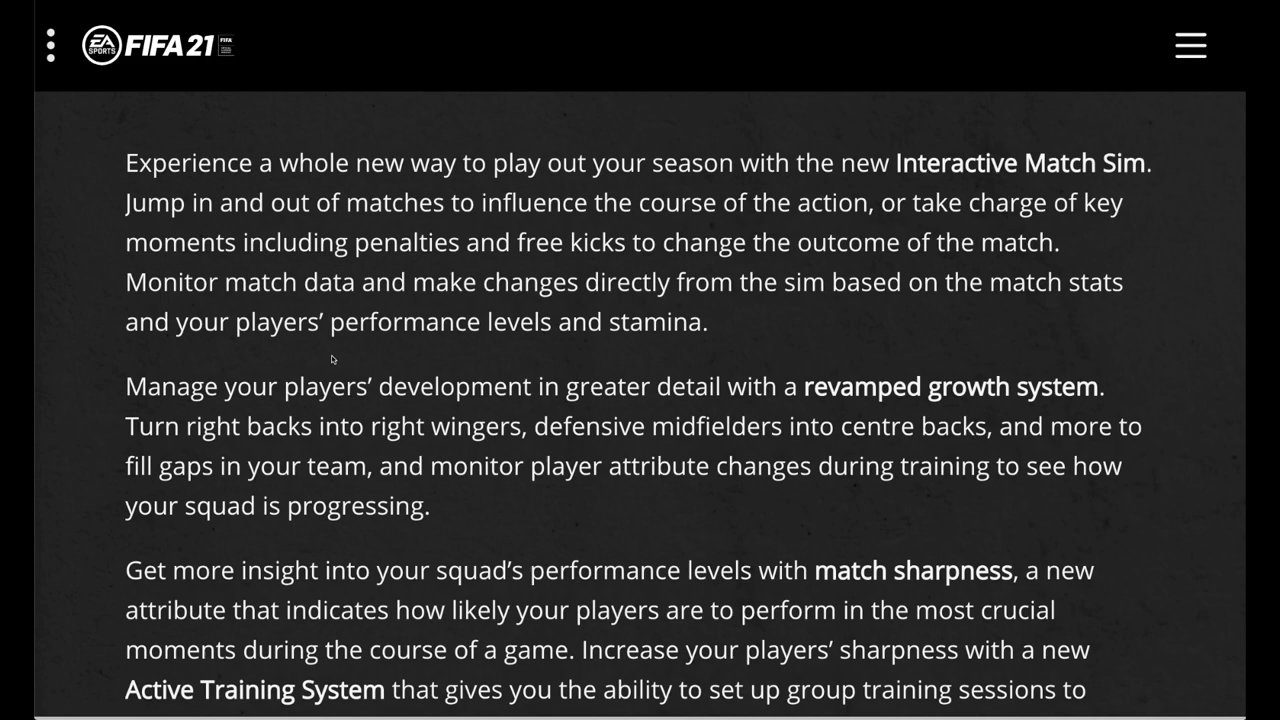 EA SPORTS FIFA 21 FIFA
Experience a whole new way to play out your season with the new Interactive Match Sim.
Jump in and out of matches to influence the course of the action, or take charge of key
moments including penalties and free kicks to change the outcome of the match.
Monitor match data and make changes directly from the sim based on the match stats
and your players’ performance levels and stamina.
Manage your players’ development in greater detail with a revamped growth system.
Turn right backs into right wingers, defensive midfielders into centre backs, and more to
fill gaps in your team, and monitor player attribute changes during training to see how
your squad is progressing.
Get more insight into your squad’s performance levels with match sharpness, a new
attribute that indicates how likely your players are to perform in the most crucial
moments during the course of a game. Increase your players’ sharpness with a new
Active Training System that gives you the ability to set up group training sessions to